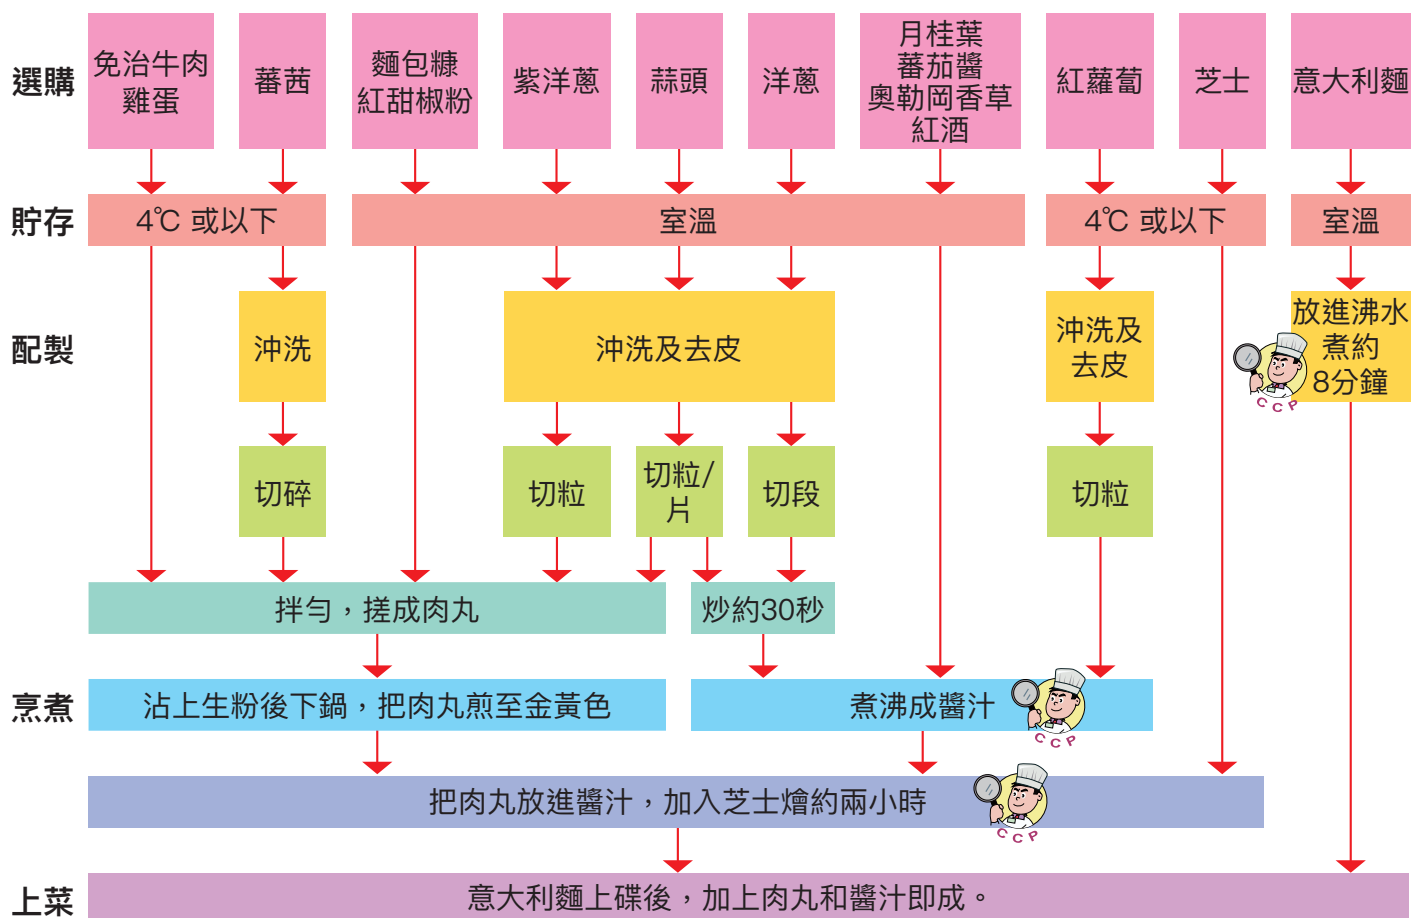 選購
免治牛肉
雞蛋
蕃茜
麵包糠
紅甜椒粉
紫洋蔥
蒜頭
洋蔥
月桂葉
蕃茄醬
奧勒岡香草
紅酒
紅蘿蔔
芝士
意大利麵
貯存
4℃ 或以下
室溫
4℃ 或以下
室溫
配製
沖洗
沖洗及去皮
沖洗及
去皮
放進沸水
煮約
8分鐘
CCP
切碎
切粒
切粒/
片
切段
切粒
拌勻，搓成肉丸
炒約30秒
烹煮
沾上生粉後下鍋，把肉丸煎至金黃色
煮沸成醬汁
CCP
把肉丸放進醬汁，加入芝士燴約兩小時
CCP
上菜
意大利麵上碟後，加上肉丸和醬汁即成。